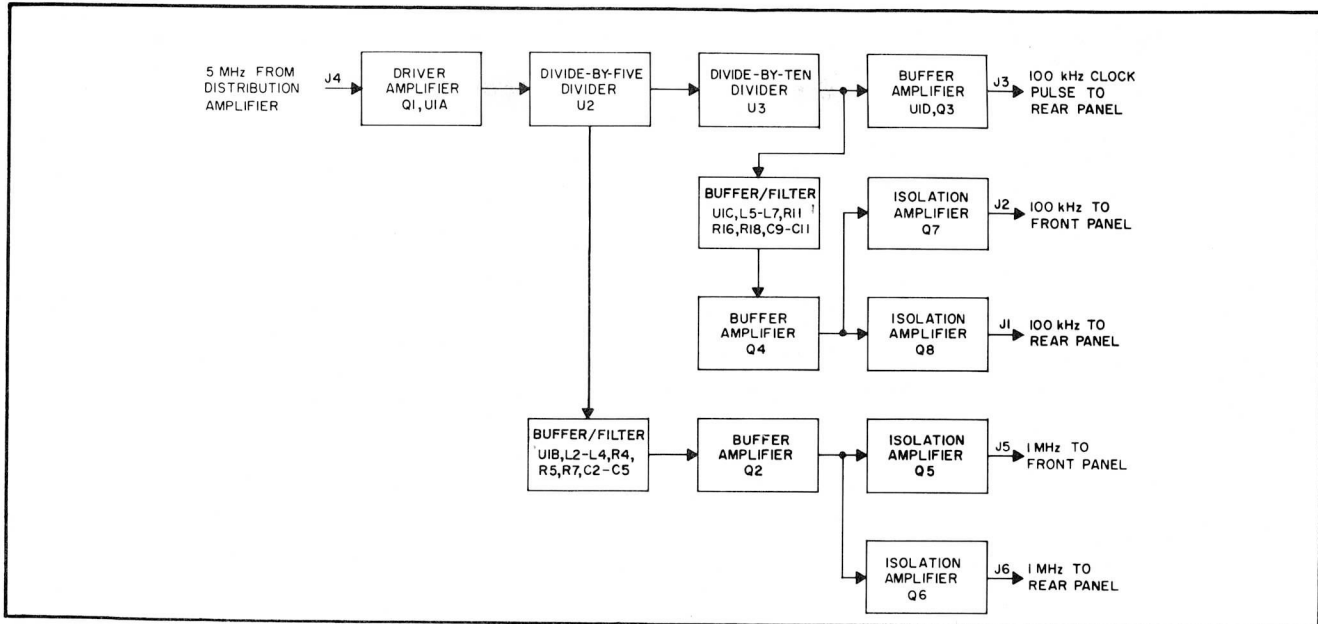 5 MHz FROM
DISTRIBUTION
AMPLIFIER
J4
DRIVER
AMPLIFIER
Q1, U1A
DIVIDE-BY-FIVE
DIVIDER
U2
DIVIDE-BY-TEN
DIVIDER
U3
BUFFER
AMPLIFIER
U1D, Q3
J3
100 kHz CLOCK
PULSE TO
REAR PANEL
BUFFER/FILTER
U1C, L5-L7, R11
R16, R18, C9-C11
ISOLATION
AMPLIFIER
Q7
J2
100 kHz TO
FRONT PANEL
BUFFER
AMPLIFIER
Q4
ISOLATION
AMPLIFIER
Q8
J1
100 kHz TO
REAR PANEL
BUFFER/FILTER
U1B, L2-L4, R4,
R5, R7, C2-C5
BUFFER
AMPLIFIER
Q2
ISOLATION
AMPLIFIER
Q5
J5
1 MHz TO
FRONT PANEL
ISOLATION
AMPLIFIER
Q6
J6
1 MHz TO
REAR PANEL